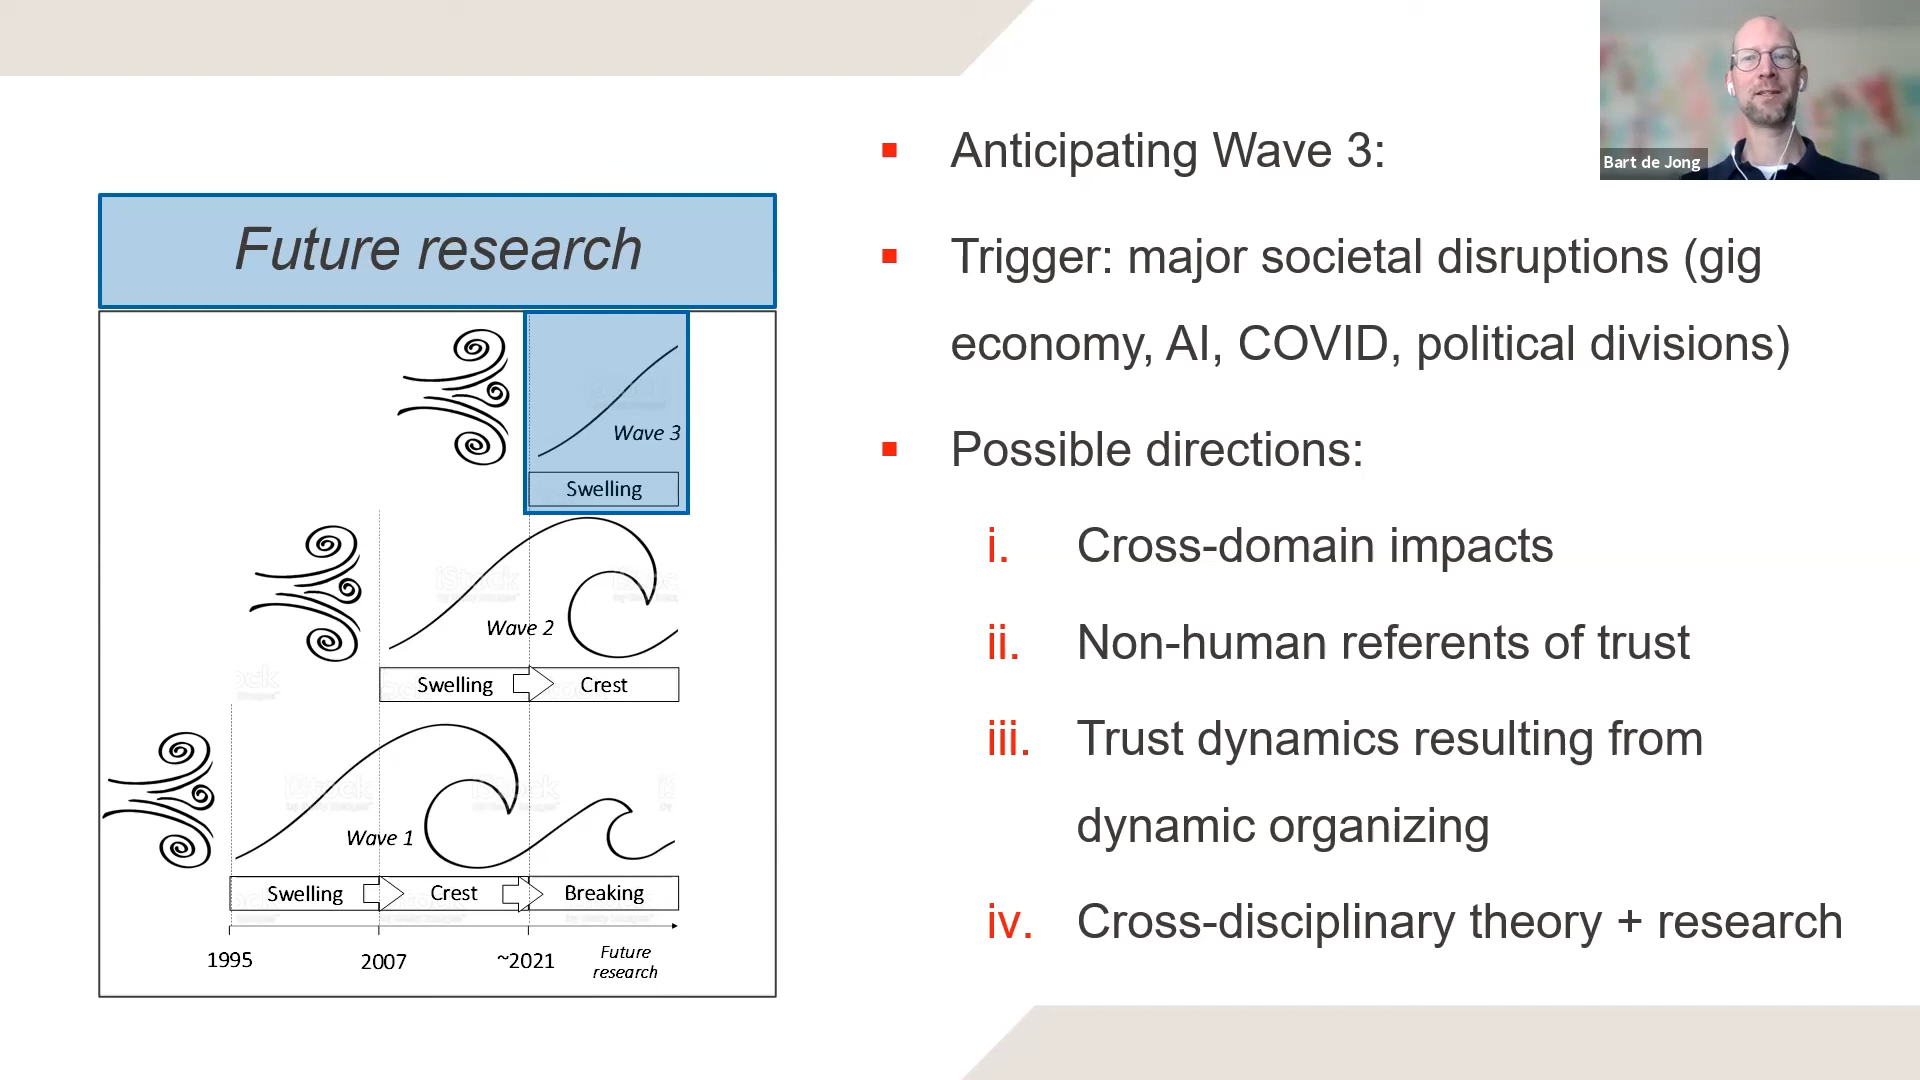 Bart de Jong
Future research
Wave 3
Swelling
Wave 2
Swelling
Crest
Wave 1
Swelling
Crest
Breaking
1995
2007
~2021
Future
research
▪ Anticipating Wave 3:
▪ Trigger: major societal disruptions (gig
economy, AI, COVID, political divisions)
▪ Possible directions:
i. Cross-domain impacts
ii. Non-human referents of trust
iii. Trust dynamics resulting from
dynamic organizing
iv. Cross-disciplinary theory + research